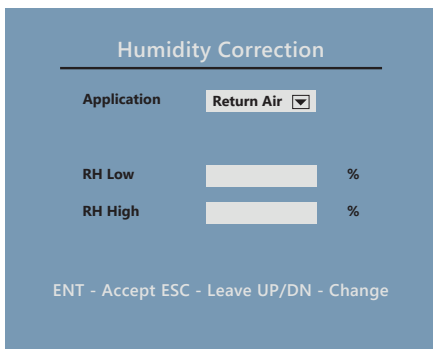 Humidity Correction
Application Return Air
RH Low %
RH High %
ENT - Accept ESC - Leave UP/DN - Change